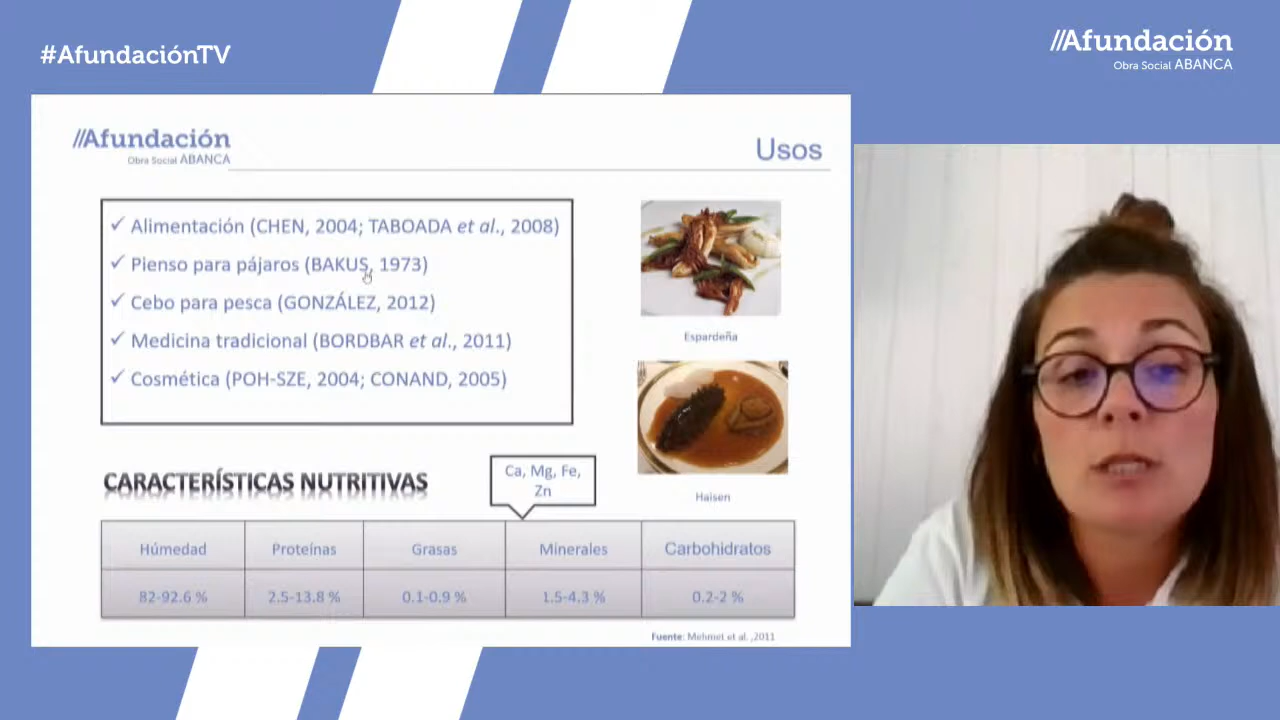 #AfundaciónTV
//Afundación
Obra Social ABANCA
//Afundación
Obra Social ABANCA
Usos
✓ Alimentación (CHEN, 2004; TABOADA et al., 2008)
✓ Pienso para pájaros (BAKUS, 1973)
✓ Cebo para pesca (GONZÁLEZ, 2012)
✓ Medicina tradicional (BORDBAR et al., 2011)
✓ Cosmética (POH-SZE, 2004; CONAND, 2005)
Espardeña
Haisen
CARACTERÍSTICAS NUTRITIVAS
Ca, Mg, Fe,
Zn
Húmedad Proteínas Grasas Minerales Carbohidratos
82-92.6 % 2.5-13.8 % 0.1-0.9 % 1.5-4.3 % 0.2-2 %
Fuente: Mehmet et al. ,2011